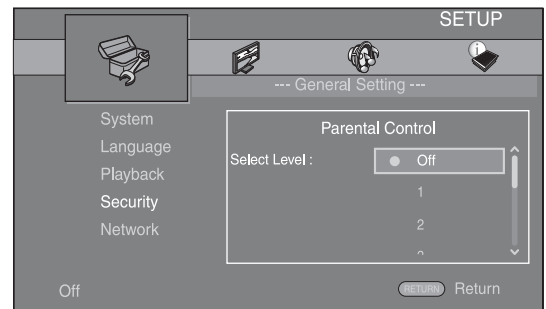 SETUP
--- General Setting ---
System
Language
Playback
Security
Network
Parental Control
Select Level :
Off
1
2
Off
RETURN Return